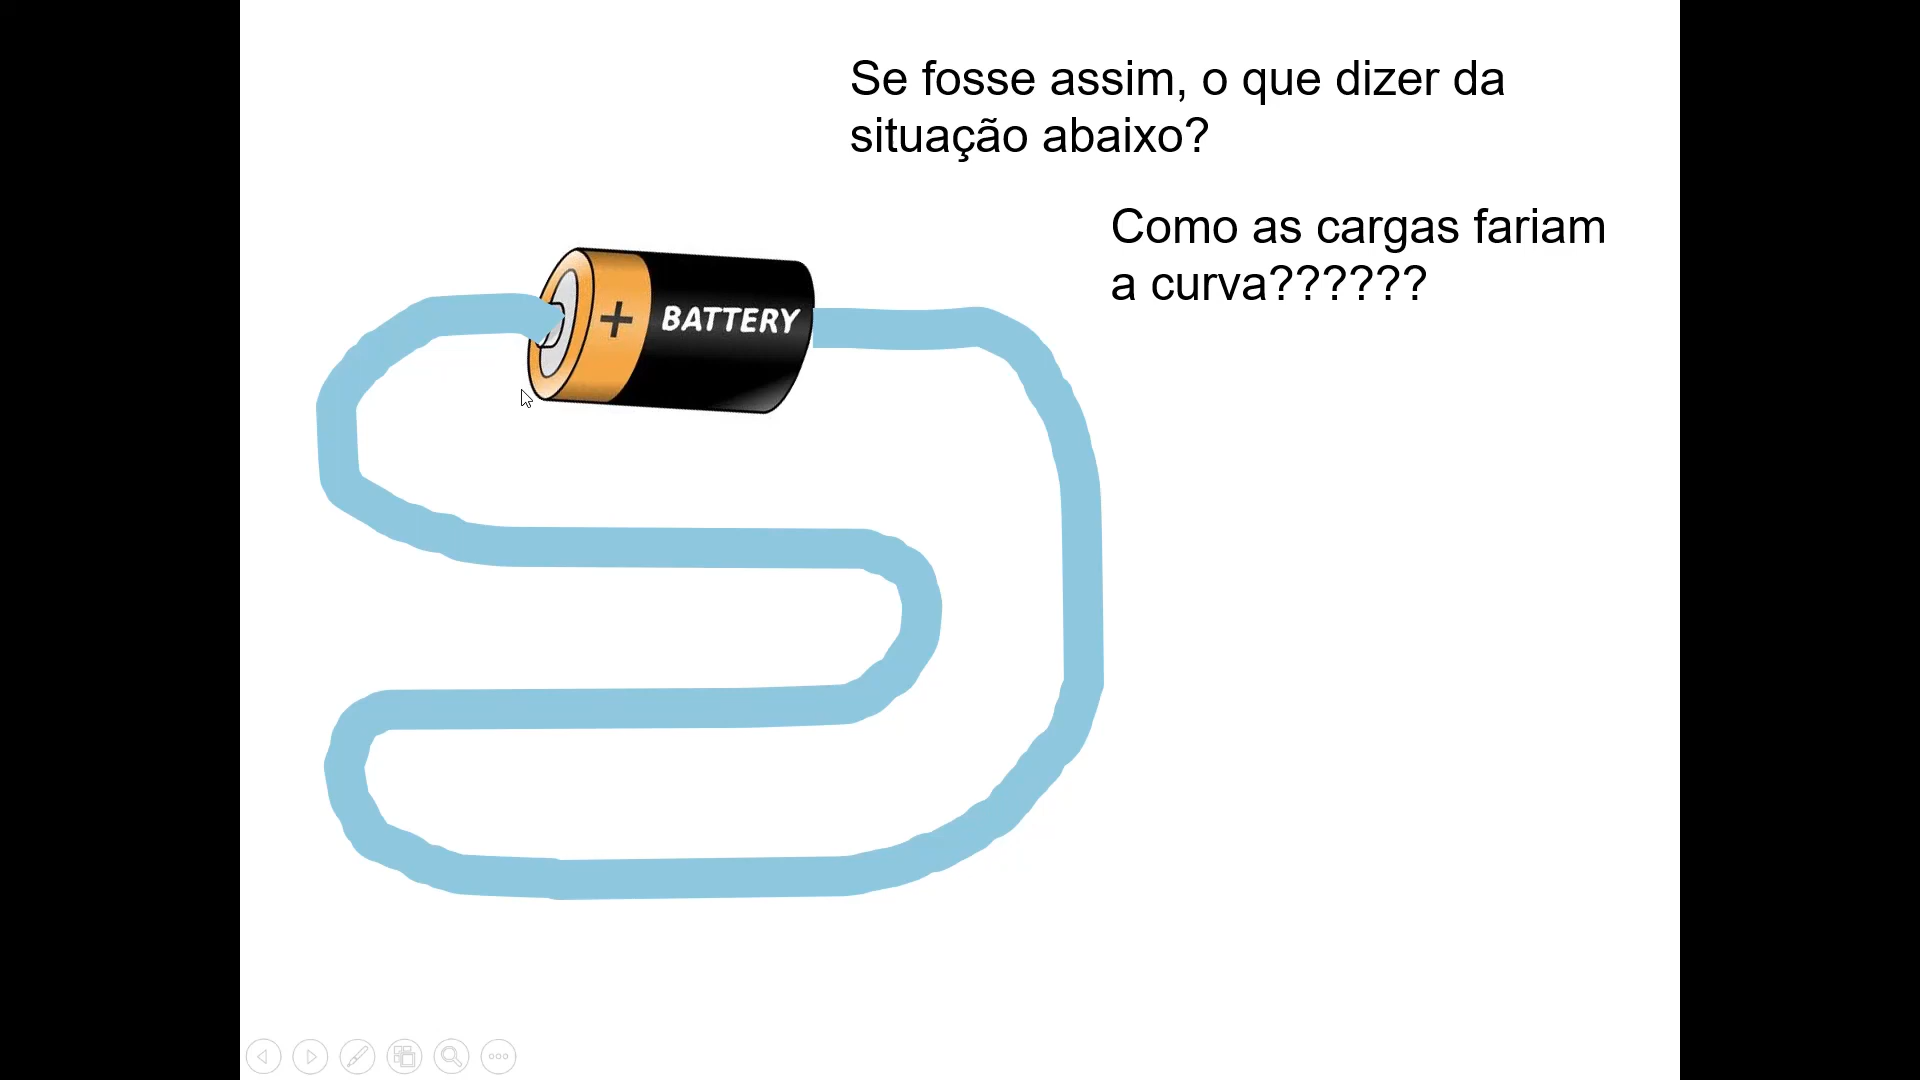 Se fosse assim, o que dizer da
situação abaixo?
Como as cargas fariam
a curva??????
+ BATTERY